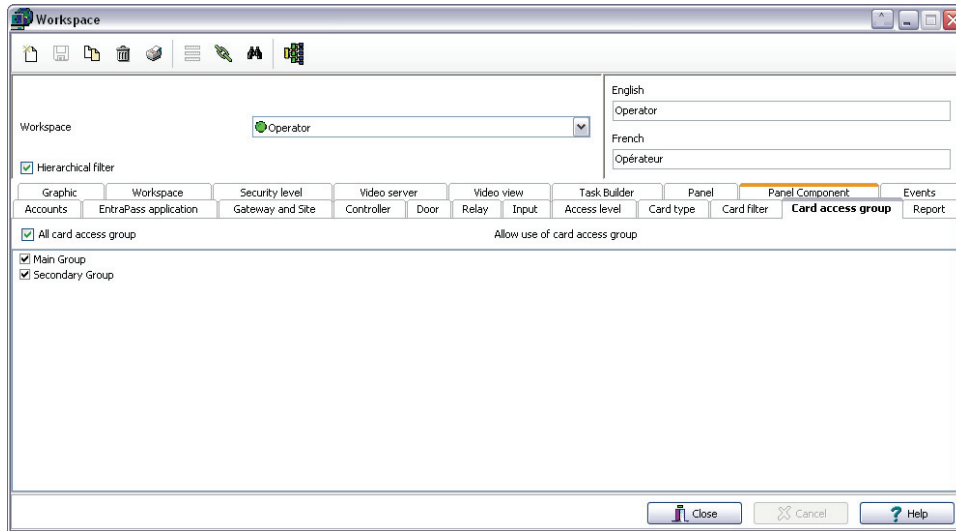 Workspace
English
Operator
Workspace
Operator
French
Opérateur
Hierarchical filter
Graphic Workspace Security level Video server Video view Task Builder Panel Panel Component Events
Accounts EntraPass application Gateway and Site Controller Door Relay Input Access level Card type Card filter Card access group Report
All card access group Allow use of card access group
Main Group
Secondary Group
Close Cancel Help